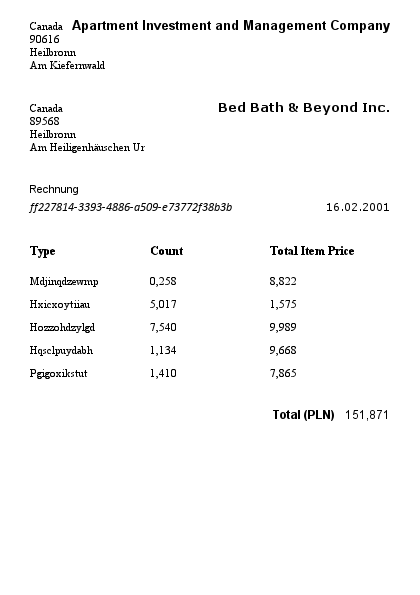 Canada Apartment Investment and Management Company
90616
Heilbronn
Am Kiefernwald
Canada Bed Bath & Beyond Inc.
89568
Heilbronn
Am Heiligenhäuschen Ur
Rechnung
ff227814-3393-4886-a509-e73772f38b3b 16.02.2001
Type Count Total Item Price
Mdjinqdzewmp 0,258 8,822
Hxicxoytiiau 5,017 1,575
Hozzohdzylgd 7,540 9,989
Hqsclpuydabh 1,134 9,668
Pgigoxikstut 1,410 7,865
Total (PLN) 151,871